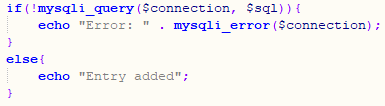 if(!mysqli_query($connection, $sql)){
    echo "Error: " . mysqli_error($connection);
}
else{
    echo "Entry added";
}